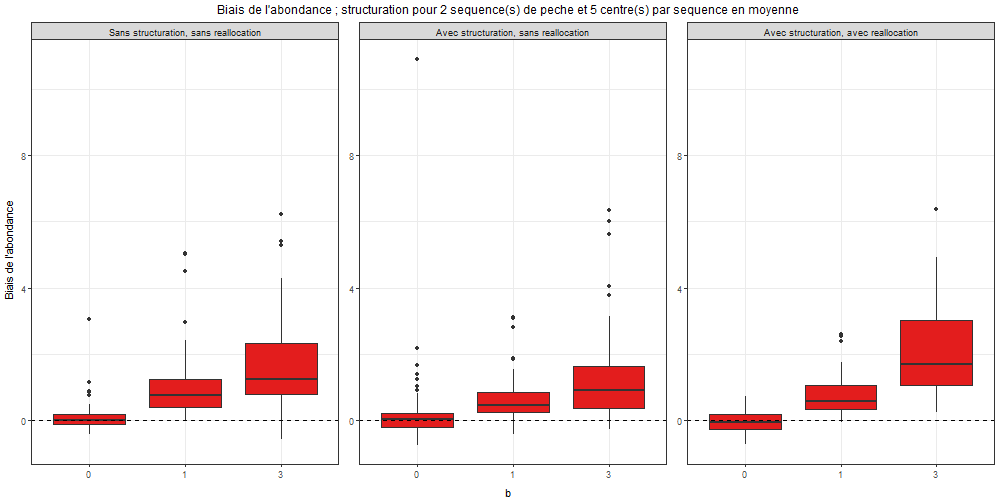 Biais de l'abondance ; structuration pour 2 sequence(s) de peche et 5 centre(s) par sequence en moyenne
Sans structuration, sans reallocation
Avec structuration, sans reallocation
Avec structuration, avec reallocation
Biais de l'abondance
8
4
0
8
4
0
8
4
0
0 1 3
0 1 3
0 1 3
b